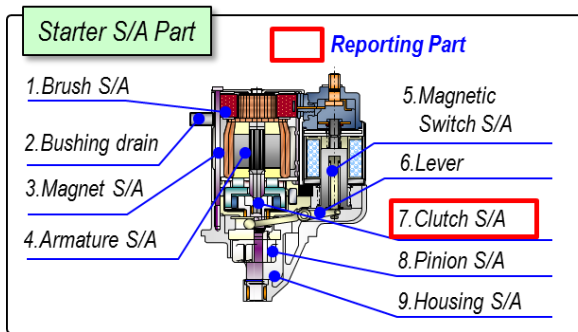 Starter S/A Part
Reporting Part
1.Brush S/A
2.Bushing drain
3.Magnet S/A
4.Armature S/A
5.Magnetic
Switch S/A
6.Lever
7.Clutch S/A
8.Pinion S/A
9.Housing S/A